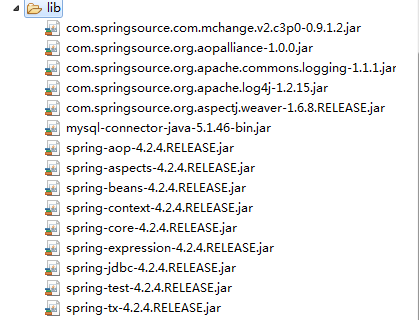 lib
com.springsource.com.mchange.v2.c3p0-0.9.1.2.jar
com.springsource.org.aopalliance-1.0.0.jar
com.springsource.org.apache.commons.logging-1.1.1.jar
com.springsource.org.apache.log4j-1.2.15.jar
com.springsource.org.aspectj.weaver-1.6.8.RELEASE.jar
mysql-connector-java-5.1.46-bin.jar
spring-aop-4.2.4.RELEASE.jar
spring-aspects-4.2.4.RELEASE.jar
spring-beans-4.2.4.RELEASE.jar
spring-context-4.2.4.RELEASE.jar
spring-core-4.2.4.RELEASE.jar
spring-expression-4.2.4.RELEASE.jar
spring-jdbc-4.2.4.RELEASE.jar
spring-test-4.2.4.RELEASE.jar
spring-tx-4.2.4.RELEASE.jar